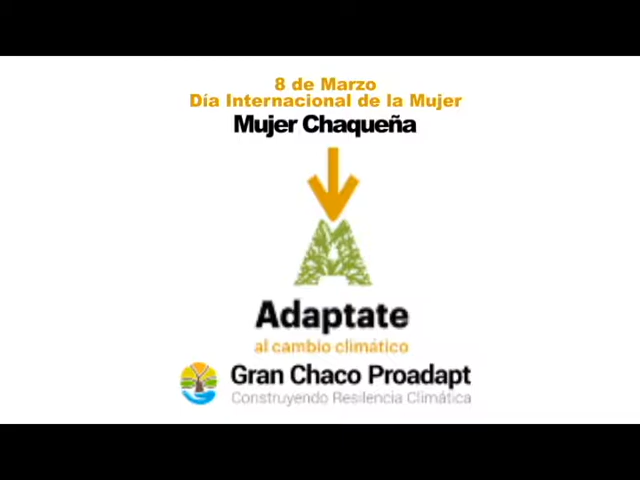 8 de Marzo
Día Internacional de la Mujer
Mujer Chaqueña
Adaptate
al cambio climático
Gran Chaco Proadapt
Construyendo Resilencia Climática